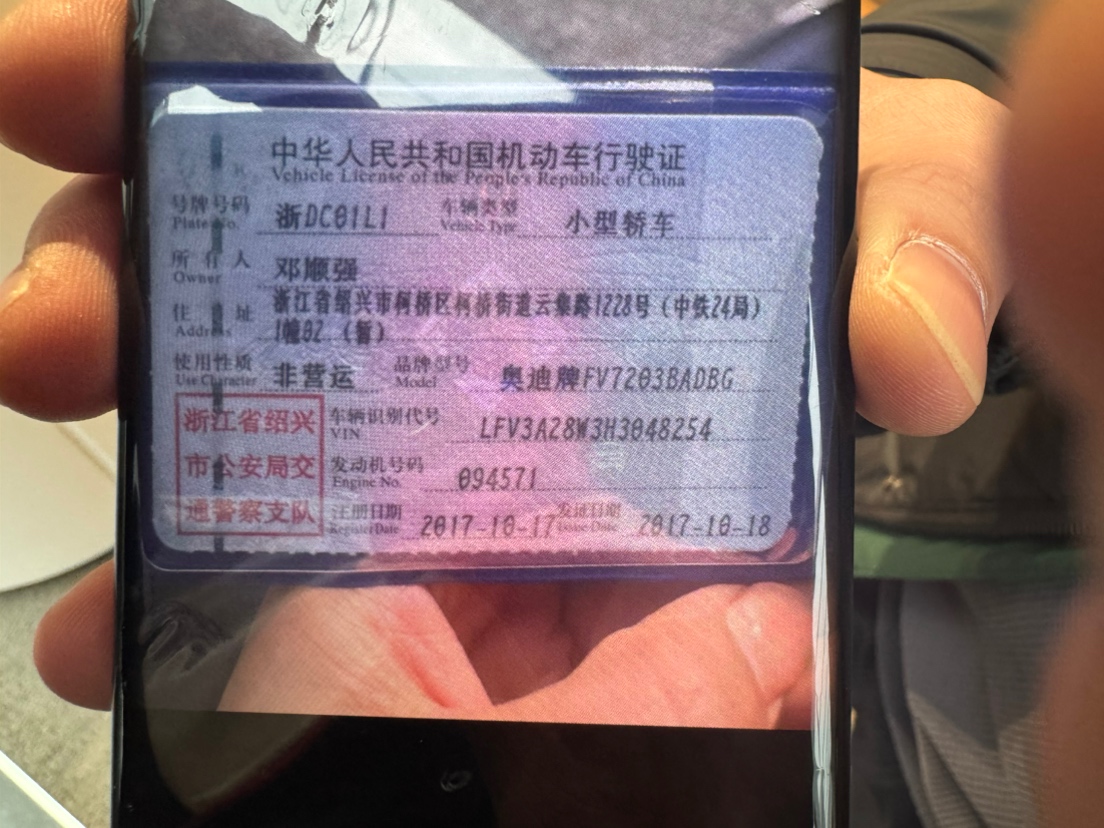 中华人民共和国机动车行驶证
Vehicle License of the People's Republic of China
号牌号码 浙DC01L1 车辆类型 小型轿车
Plate No. Vehicle Type
所有人 邓顺强
Owner
浙江省绍兴市柯桥区柯桥街道云集路1228号（中铁24局）
住址 1幢02（暂）
Address
使用性质 非营运 品牌型号 奥迪牌FV7203BADBG
Use Character Model
浙江省绍兴 车辆识别代号 LFV3A28W3H3048254
VIN
市公安局交 发动机号码 094571
Engine No.
通警察支队 注册日期 2017-10-17 发证日期 2017-10-18
Register Date Issue Date